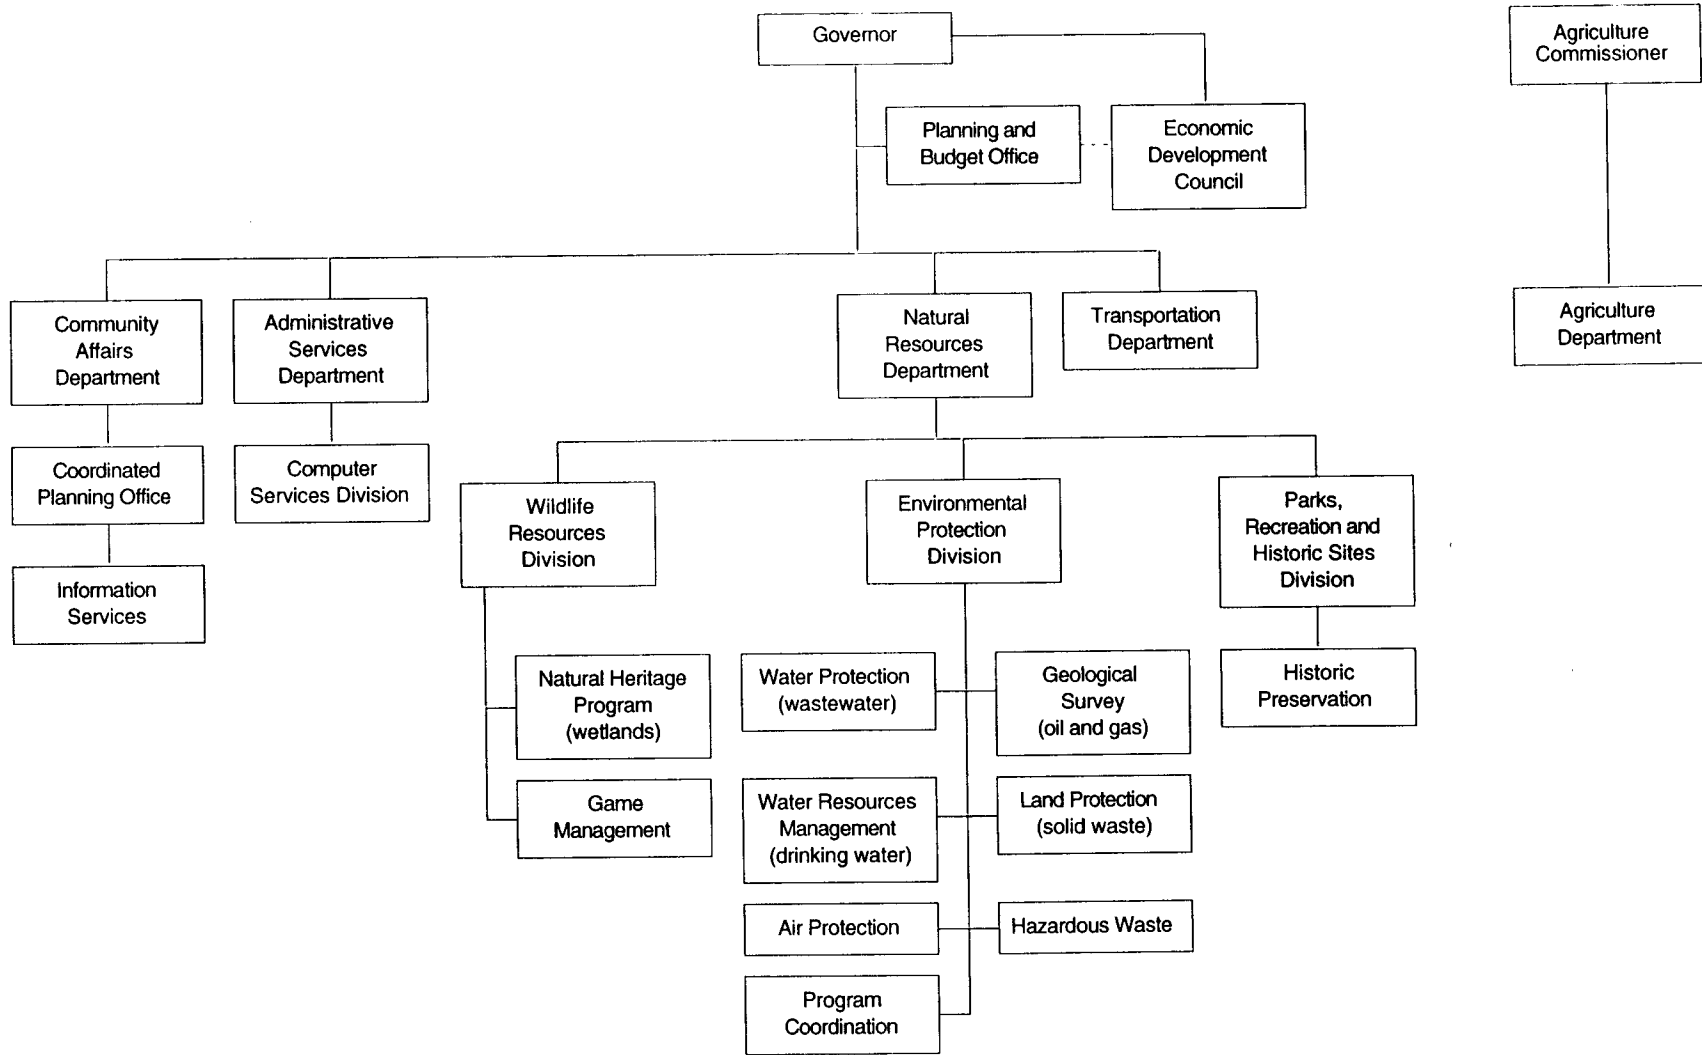 Governor
Agriculture
Commissioner
Planning and
Budget Office
Economic
Development
Council
Community
Affairs
Department
Administrative
Services
Department
Natural
Resources
Department
Transportation
Department
Agriculture
Department
Coordinated
Planning Office
Computer
Services Division
Wildlife
Resources
Division
Environmental
Protection
Division
Parks,
Recreation and
Historic Sites
Division
Information
Services
Natural Heritage
Program
(wetlands)
Water Protection
(wastewater)
Geological
Survey
(oil and gas)
Historic
Preservation
Game
Management
Water Resources
Management
(drinking water)
Land Protection
(solid waste)
Air Protection
Hazardous Waste
Program
Coordination